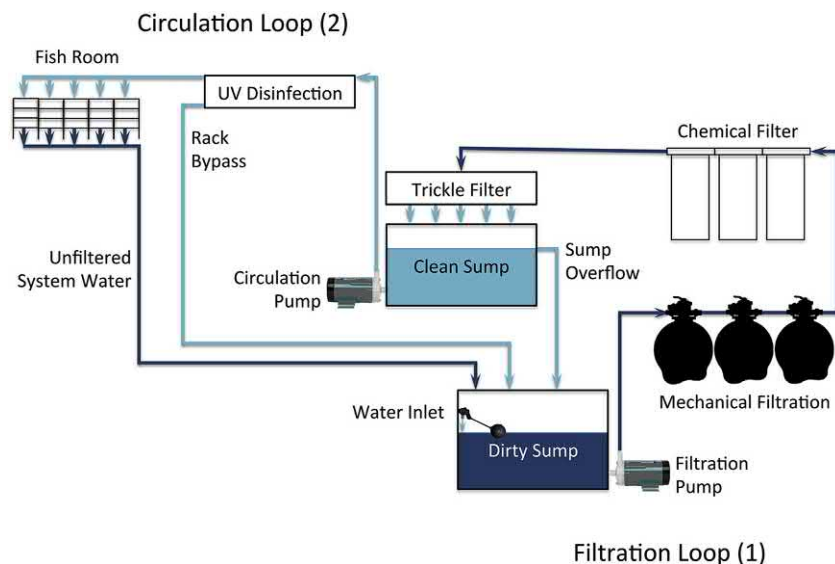 Circulation Loop (2)
Fish Room
UV Disinfection
Rack
Bypass
Chemical Filter
Trickle Filter
Unfiltered
System Water
Circulation
Pump
Clean Sump
Sump
Overflow
Mechanical Filtration
Water Inlet
Dirty Sump
Filtration
Pump
Filtration Loop (1)